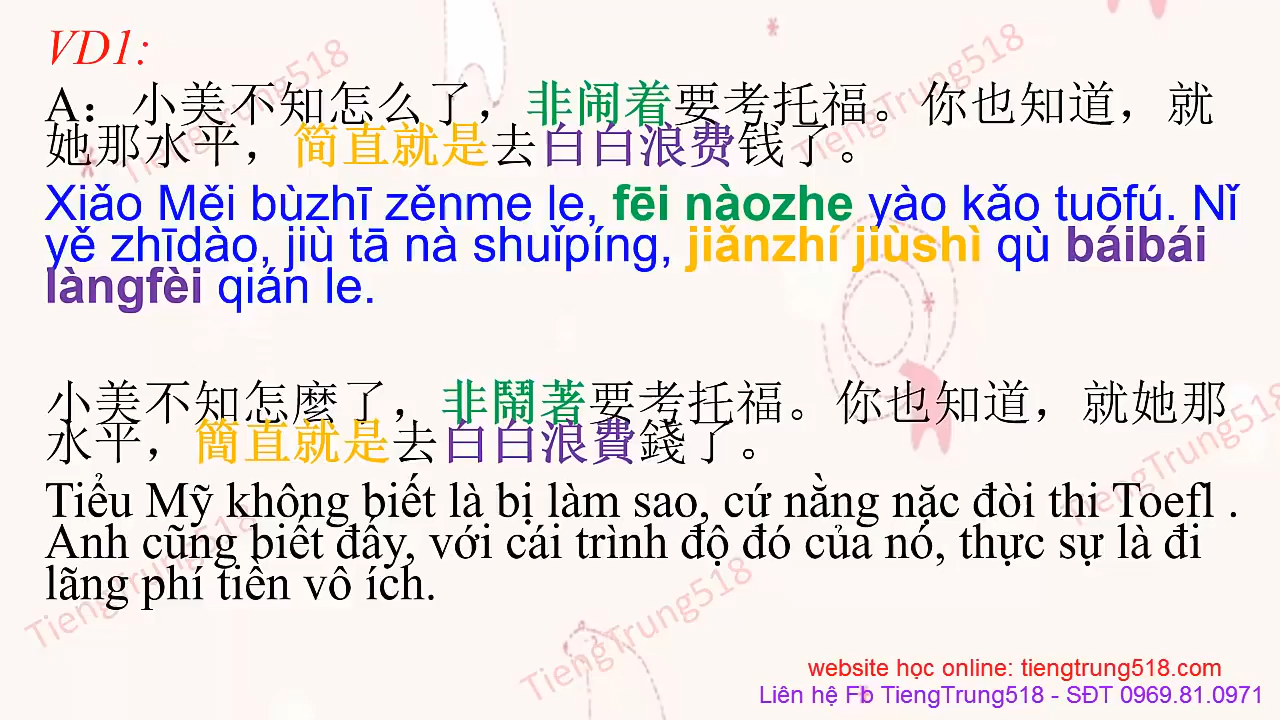 VD1:
A：小美不知怎么了，非闹着要考托福。你也知道，就
她那水平，简直就是去白白浪费钱了。
Xiǎo Měi bùzhī zěnme le, fēi nàozhe yào kǎo tuōfú. Nǐ
yě zhīdào, jiù tā nà shuǐpíng, jiǎnzhí jiùshì qù báibái
làngfèi qián le.
小美不知怎麼了，非鬧著要考托福。你也知道，就她那
水平，簡直就是去白白浪費錢了。
Tiểu Mỹ không biết là bị làm sao, cứ nằng nặc đòi thi Toefl .
Anh cũng biết đấy, với cái trình độ đó của nó, thực sự là đi
lãng phí tiền vô ích.
website học online: tiengtrung518.com
Liên hệ Fb TiengTrung518 - SĐT 0969.81.0971
TiengTrung518
TiengTrung518
TiengTrung518
TiengTrung518
TiengTrung518